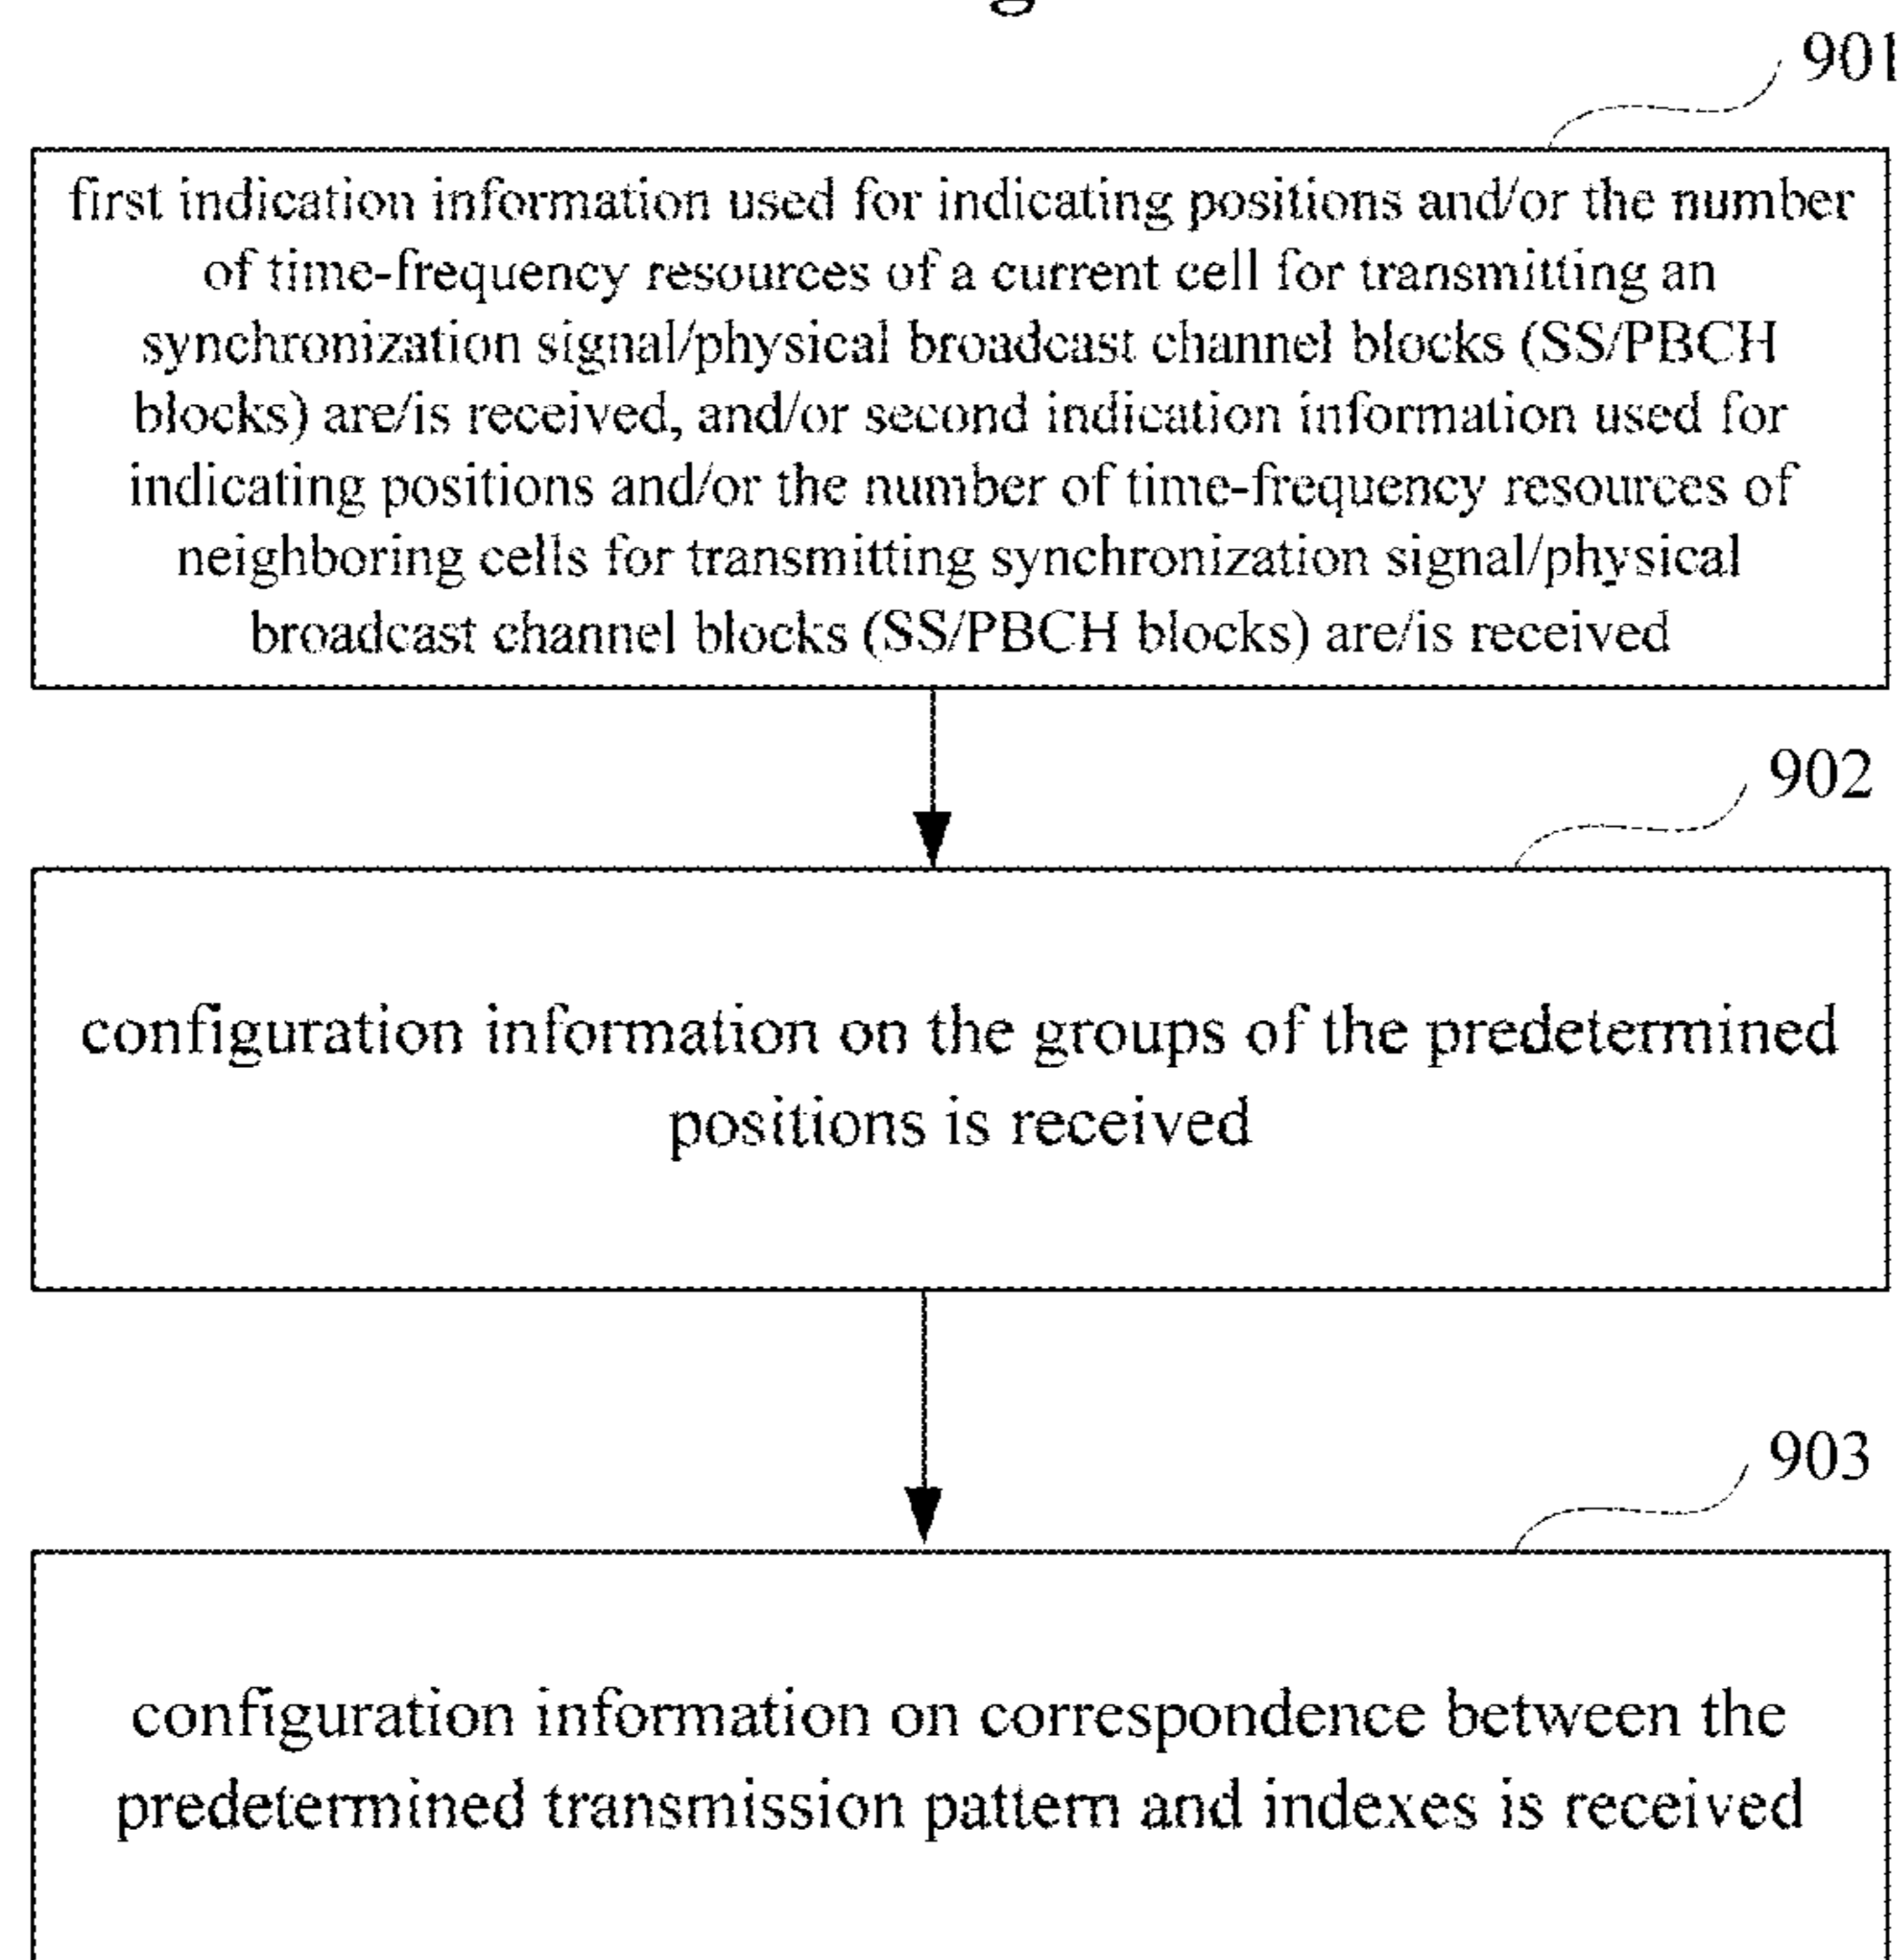 901
first indication information used for indicating positions and/or the number
of time-frequency resources of a current cell for transmitting an
synchronization signal/physical broadcast channel blocks (SS/PBCH
blocks) are/is received, and/or second indication information used for
indicating positions and/or the number of time-frequency resources of
neighboring cells for transmitting synchronization signal/physical
broadcast channel blocks (SS/PBCH blocks) are/is received
902
configuration information on the groups of the predetermined
positions is received
903
configuration information on correspondence between the
predetermined transmission pattern and indexes is received